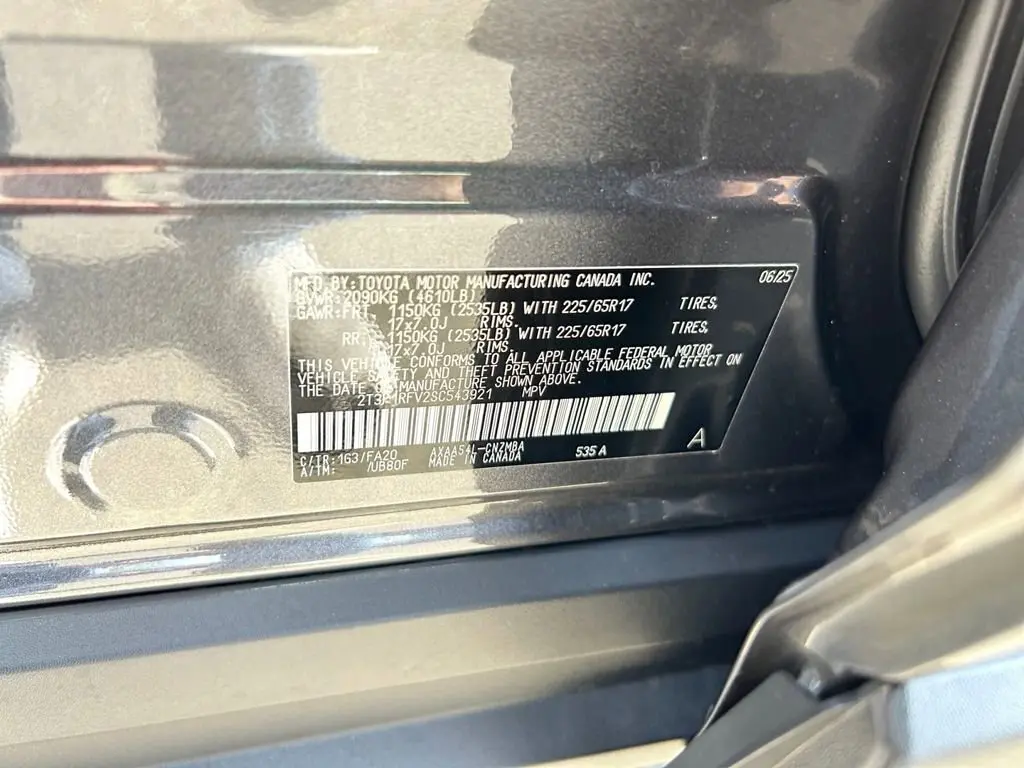 MFD. BY: TOYOTA MOTOR MANUFACTURING CANADA INC. 06/25
GVWR: 2090KG (4610LB)
GAWR: FRT. 1150KG (2535LB) WITH 225/65R17 TIRES,
17x7.0J RIMS.
RR. 1150KG (2535LB) WITH 225/65R17 TIRES,
17x7.0J RIMS.
THIS VEHICLE CONFORMS TO ALL APPLICABLE FEDERAL MOTOR
VEHICLE SAFETY AND THEFT PREVENTION STANDARDS IN EFFECT ON
THE DATE OF MANUFACTURE SHOWN ABOVE.
MPV
C/TR: 1G3/FA20 AXAA54L-CNZMBA 535 A A
A/TM: /UB80F MADE IN CANADA